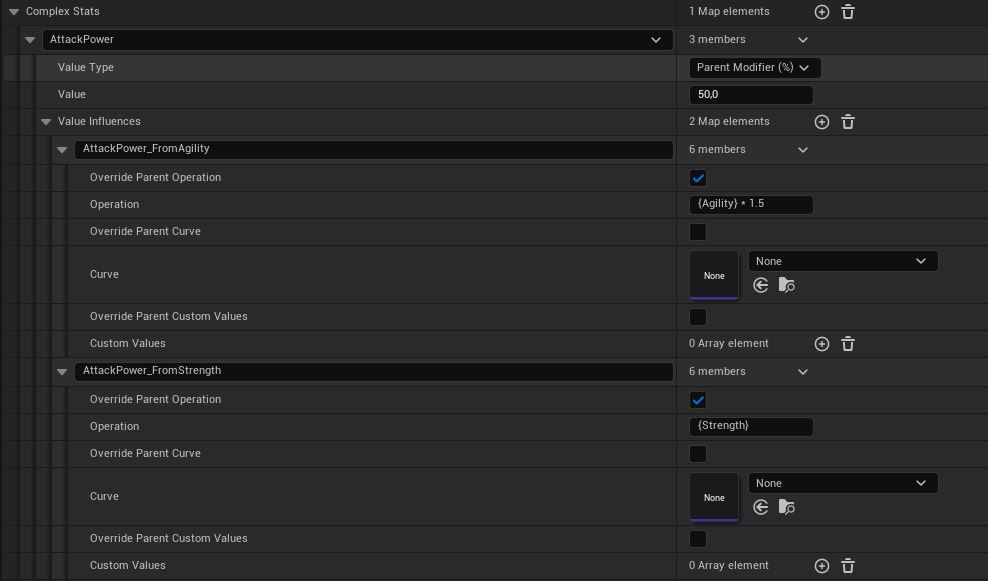 Complex Stats 1 Map elements
AttackPower 3 members
Value Type Parent Modifier (%)
Value 50,0
Value Influences 2 Map elements
AttackPower_FromAgility 6 members
Override Parent Operation
Operation {Agility} * 1.5
Override Parent Curve
None
Curve None
Override Parent Custom Values
Custom Values 0 Array element
AttackPower_FromStrength 6 members
Override Parent Operation
Operation {Strength}
Override Parent Curve
None
Curve None
Override Parent Custom Values
Custom Values 0 Array element